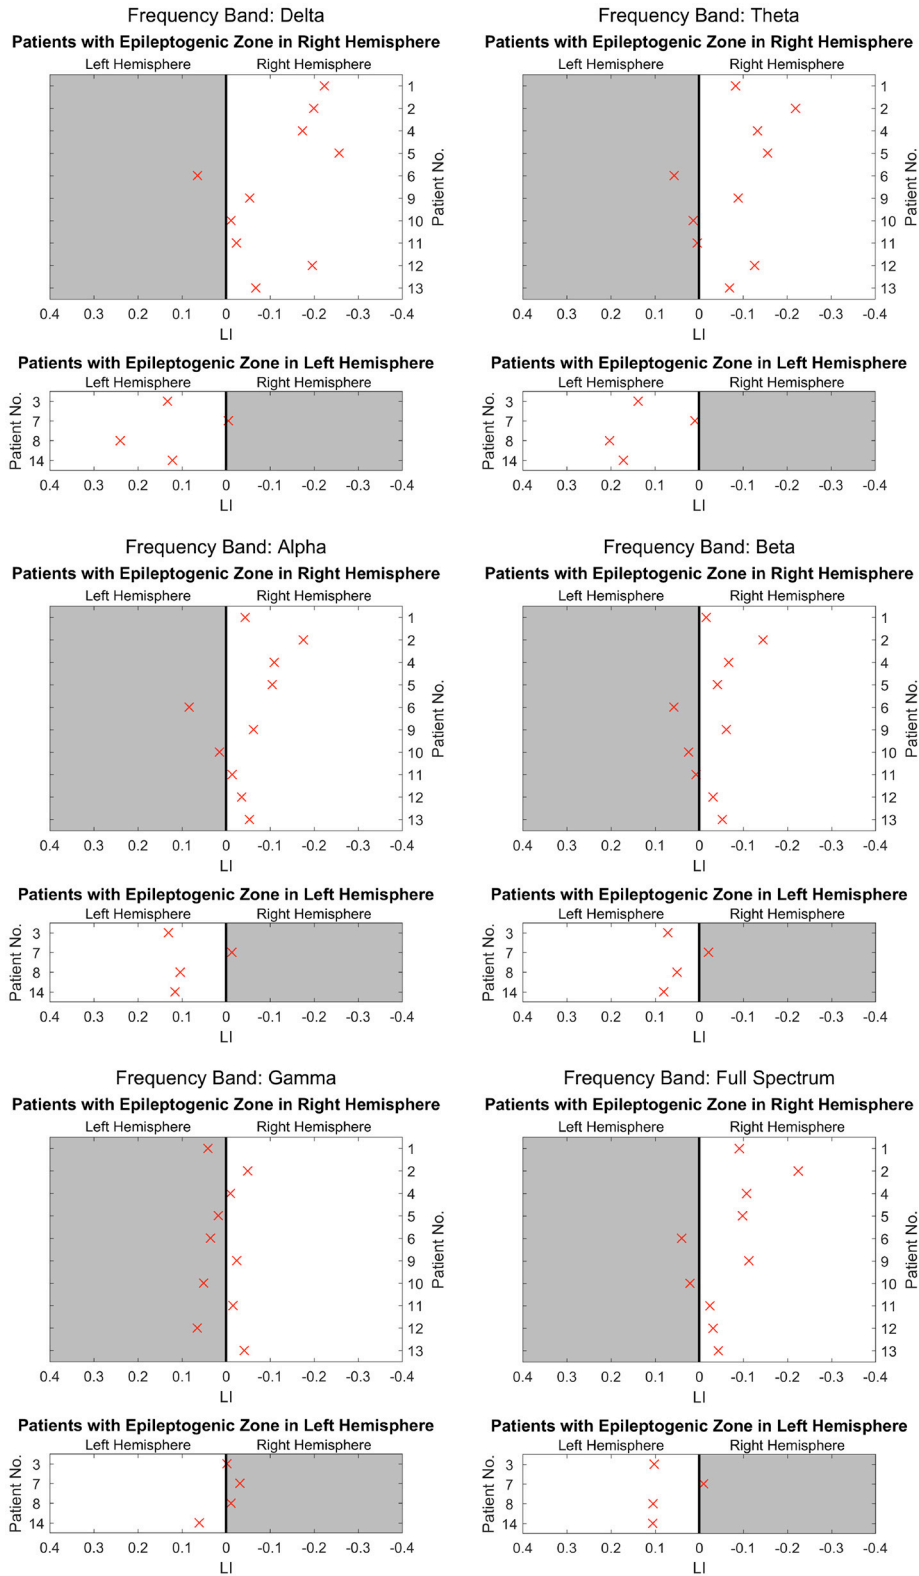 Frequency Band: Delta
Patients with Epileptogenic Zone in Right Hemisphere
Left Hemisphere Right Hemisphere
1
2
4
5
6
9
10
11
12
13
Patient No.
0.4 0.3 0.2 0.1 0 -0.1 -0.2 -0.3 -0.4
LI
Patients with Epileptogenic Zone in Left Hemisphere
Left Hemisphere Right Hemisphere
Patient No.
3
7
8
14
0.4 0.3 0.2 0.1 0 -0.1 -0.2 -0.3 -0.4
LI
Frequency Band: Theta
Patients with Epileptogenic Zone in Right Hemisphere
Left Hemisphere Right Hemisphere
1
2
4
5
6
9
10
11
12
13
Patient No.
0.4 0.3 0.2 0.1 0 -0.1 -0.2 -0.3 -0.4
LI
Patients with Epileptogenic Zone in Left Hemisphere
Left Hemisphere Right Hemisphere
Patient No.
3
7
8
14
0.4 0.3 0.2 0.1 0 -0.1 -0.2 -0.3 -0.4
LI
Frequency Band: Alpha
Patients with Epileptogenic Zone in Right Hemisphere
Left Hemisphere Right Hemisphere
1
2
4
5
6
9
10
11
12
13
Patient No.
0.4 0.3 0.2 0.1 0 -0.1 -0.2 -0.3 -0.4
LI
Patients with Epileptogenic Zone in Left Hemisphere
Left Hemisphere Right Hemisphere
Patient No.
3
7
8
14
0.4 0.3 0.2 0.1 0 -0.1 -0.2 -0.3 -0.4
LI
Frequency Band: Beta
Patients with Epileptogenic Zone in Right Hemisphere
Left Hemisphere Right Hemisphere
1
2
4
5
6
9
10
11
12
13
Patient No.
0.4 0.3 0.2 0.1 0 -0.1 -0.2 -0.3 -0.4
LI
Patients with Epileptogenic Zone in Left Hemisphere
Left Hemisphere Right Hemisphere
Patient No.
3
7
8
14
0.4 0.3 0.2 0.1 0 -0.1 -0.2 -0.3 -0.4
LI
Frequency Band: Gamma
Patients with Epileptogenic Zone in Right Hemisphere
Left Hemisphere Right Hemisphere
1
2
4
5
6
9
10
11
12
13
Patient No.
0.4 0.3 0.2 0.1 0 -0.1 -0.2 -0.3 -0.4
LI
Patients with Epileptogenic Zone in Left Hemisphere
Left Hemisphere Right Hemisphere
Patient No.
3
7
8
14
0.4 0.3 0.2 0.1 0 -0.1 -0.2 -0.3 -0.4
LI
Frequency Band: Full Spectrum
Patients with Epileptogenic Zone in Right Hemisphere
Left Hemisphere Right Hemisphere
1
2
4
5
6
9
10
11
12
13
Patient No.
0.4 0.3 0.2 0.1 0 -0.1 -0.2 -0.3 -0.4
LI
Patients with Epileptogenic Zone in Left Hemisphere
Left Hemisphere Right Hemisphere
Patient No.
3
7
8
14
0.4 0.3 0.2 0.1 0 -0.1 -0.2 -0.3 -0.4
LI